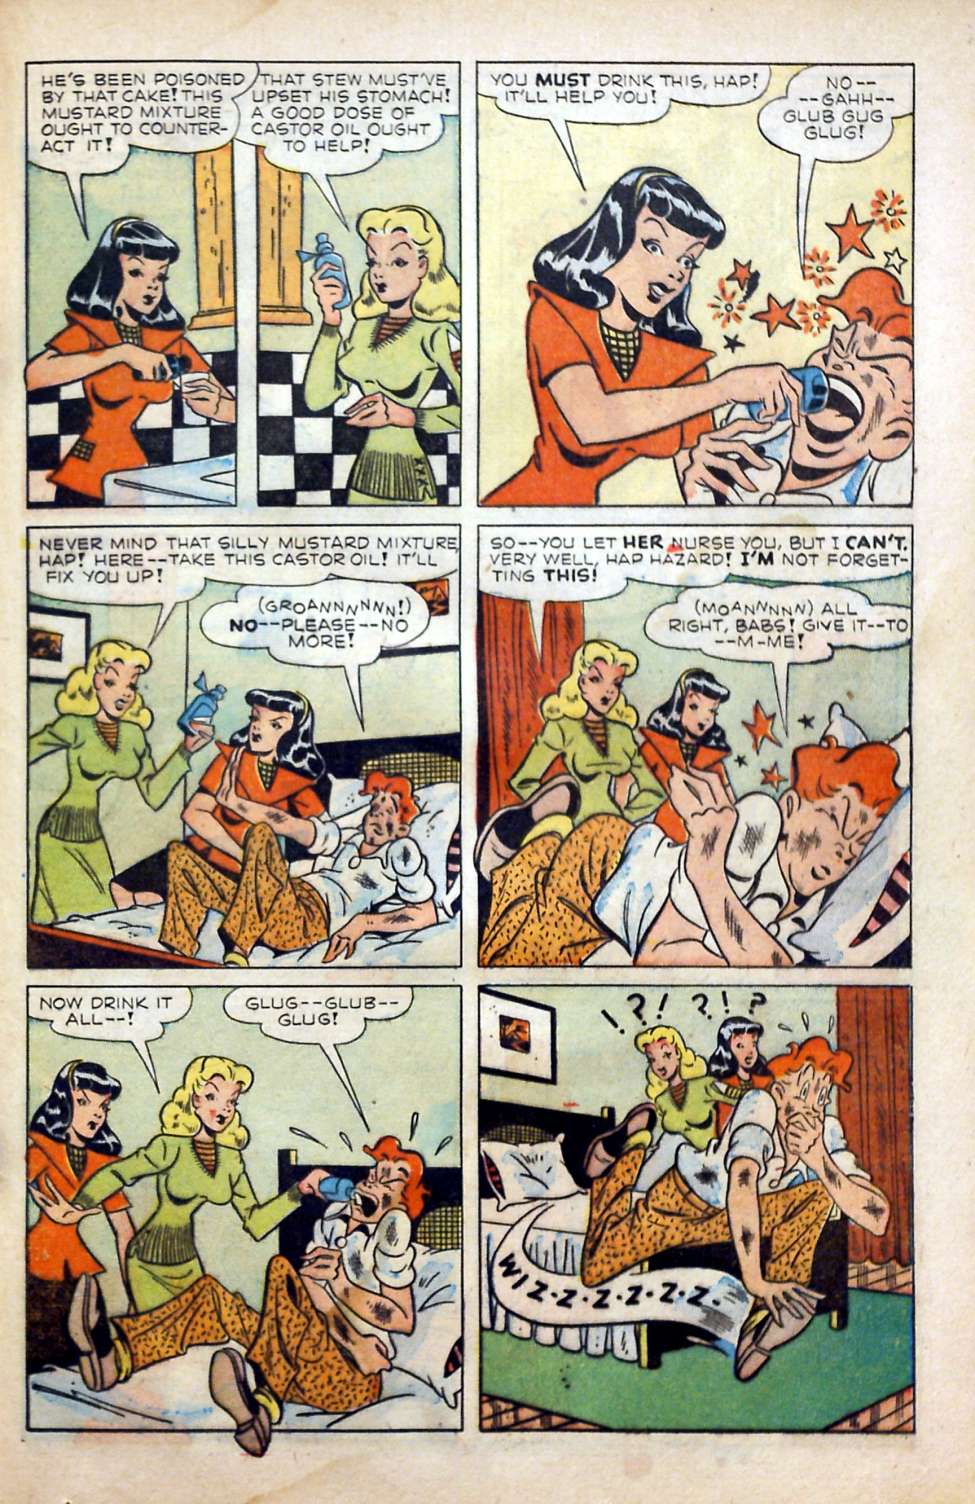 HE'S BEEN POISONED
BY THAT CAKE! THIS
MUSTARD MIXTURE
OUGHT TO COUNTER-
ACT IT!
THAT STEW MUST'VE
UPSET HIS STOMACH!
A GOOD DOSE OF
CASTOR OIL OUGHT
TO HELP!
YOU MUST DRINK THIS, HAP!
IT'LL HELP YOU!
NO--
--GAHH--
GLUB GUG
GLUG!
NEVER MIND THAT SILLY MUSTARD MIXTURE,
HAP! HERE--TAKE THIS CASTOR OIL! IT'LL
FIX YOU UP!
(GROANNNNNN!)
NO--PLEASE--NO
MORE!
SO--YOU LET HER NURSE YOU, BUT I CAN'T.
VERY WELL, HAP HAZARD! I'M NOT FORGET-
TING THIS!
(MOANNNNN) ALL
RIGHT, BABS! GIVE IT--TO
--M-ME!
NOW DRINK IT
ALL--!
GLUG--GLUB--
GLUG!
!?! ?!?
WIZ·Z·Z·Z·Z·Z·